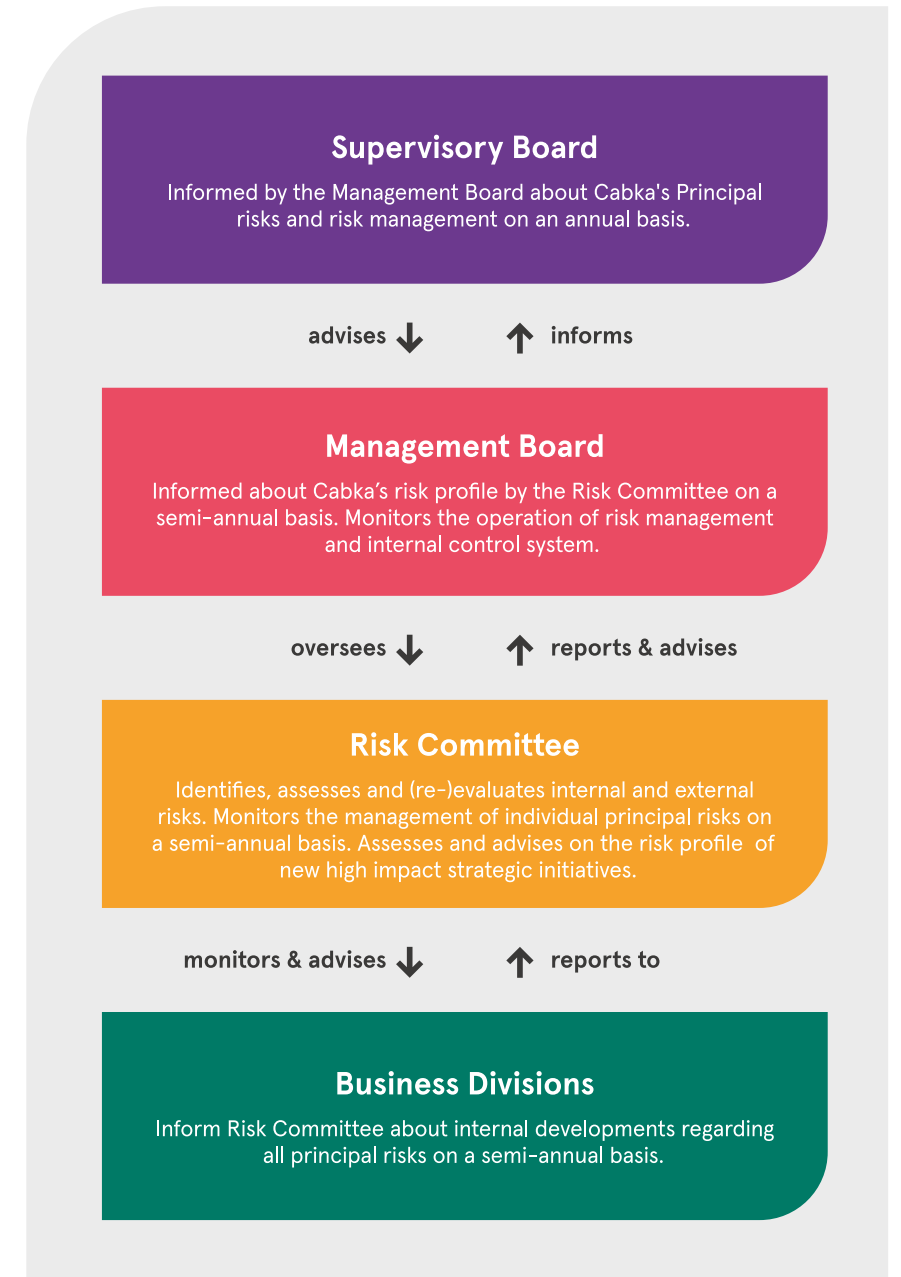 Supervisory Board
Informed by the Management Board about Cabka's Principal
risks and risk management on an annual basis.
advises
informs
Management Board
Informed about Cabka’s risk profile by the Risk Committee on a
semi-annual basis. Monitors the operation of risk management
and internal control system.
oversees
reports & advises
Risk Committee
Identifies, assesses and (re-)evaluates internal and external
risks. Monitors the management of individual principal risks on
a semi-annual basis. Assesses and advises on the risk profile of
new high impact strategic initiatives.
monitors & advises
reports to
Business Divisions
Inform Risk Committee about internal developments regarding
all principal risks on a semi-annual basis.